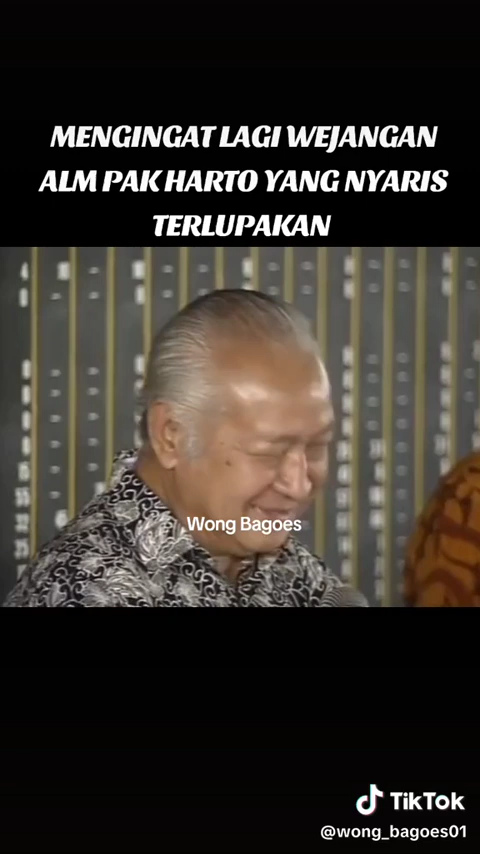 MENGINGAT LAGI WEJANGAN
ALM PAK HARTO YANG NYARIS
TERLUPAKAN
Wong Bagoes
TikTok
@wong_bagoes01